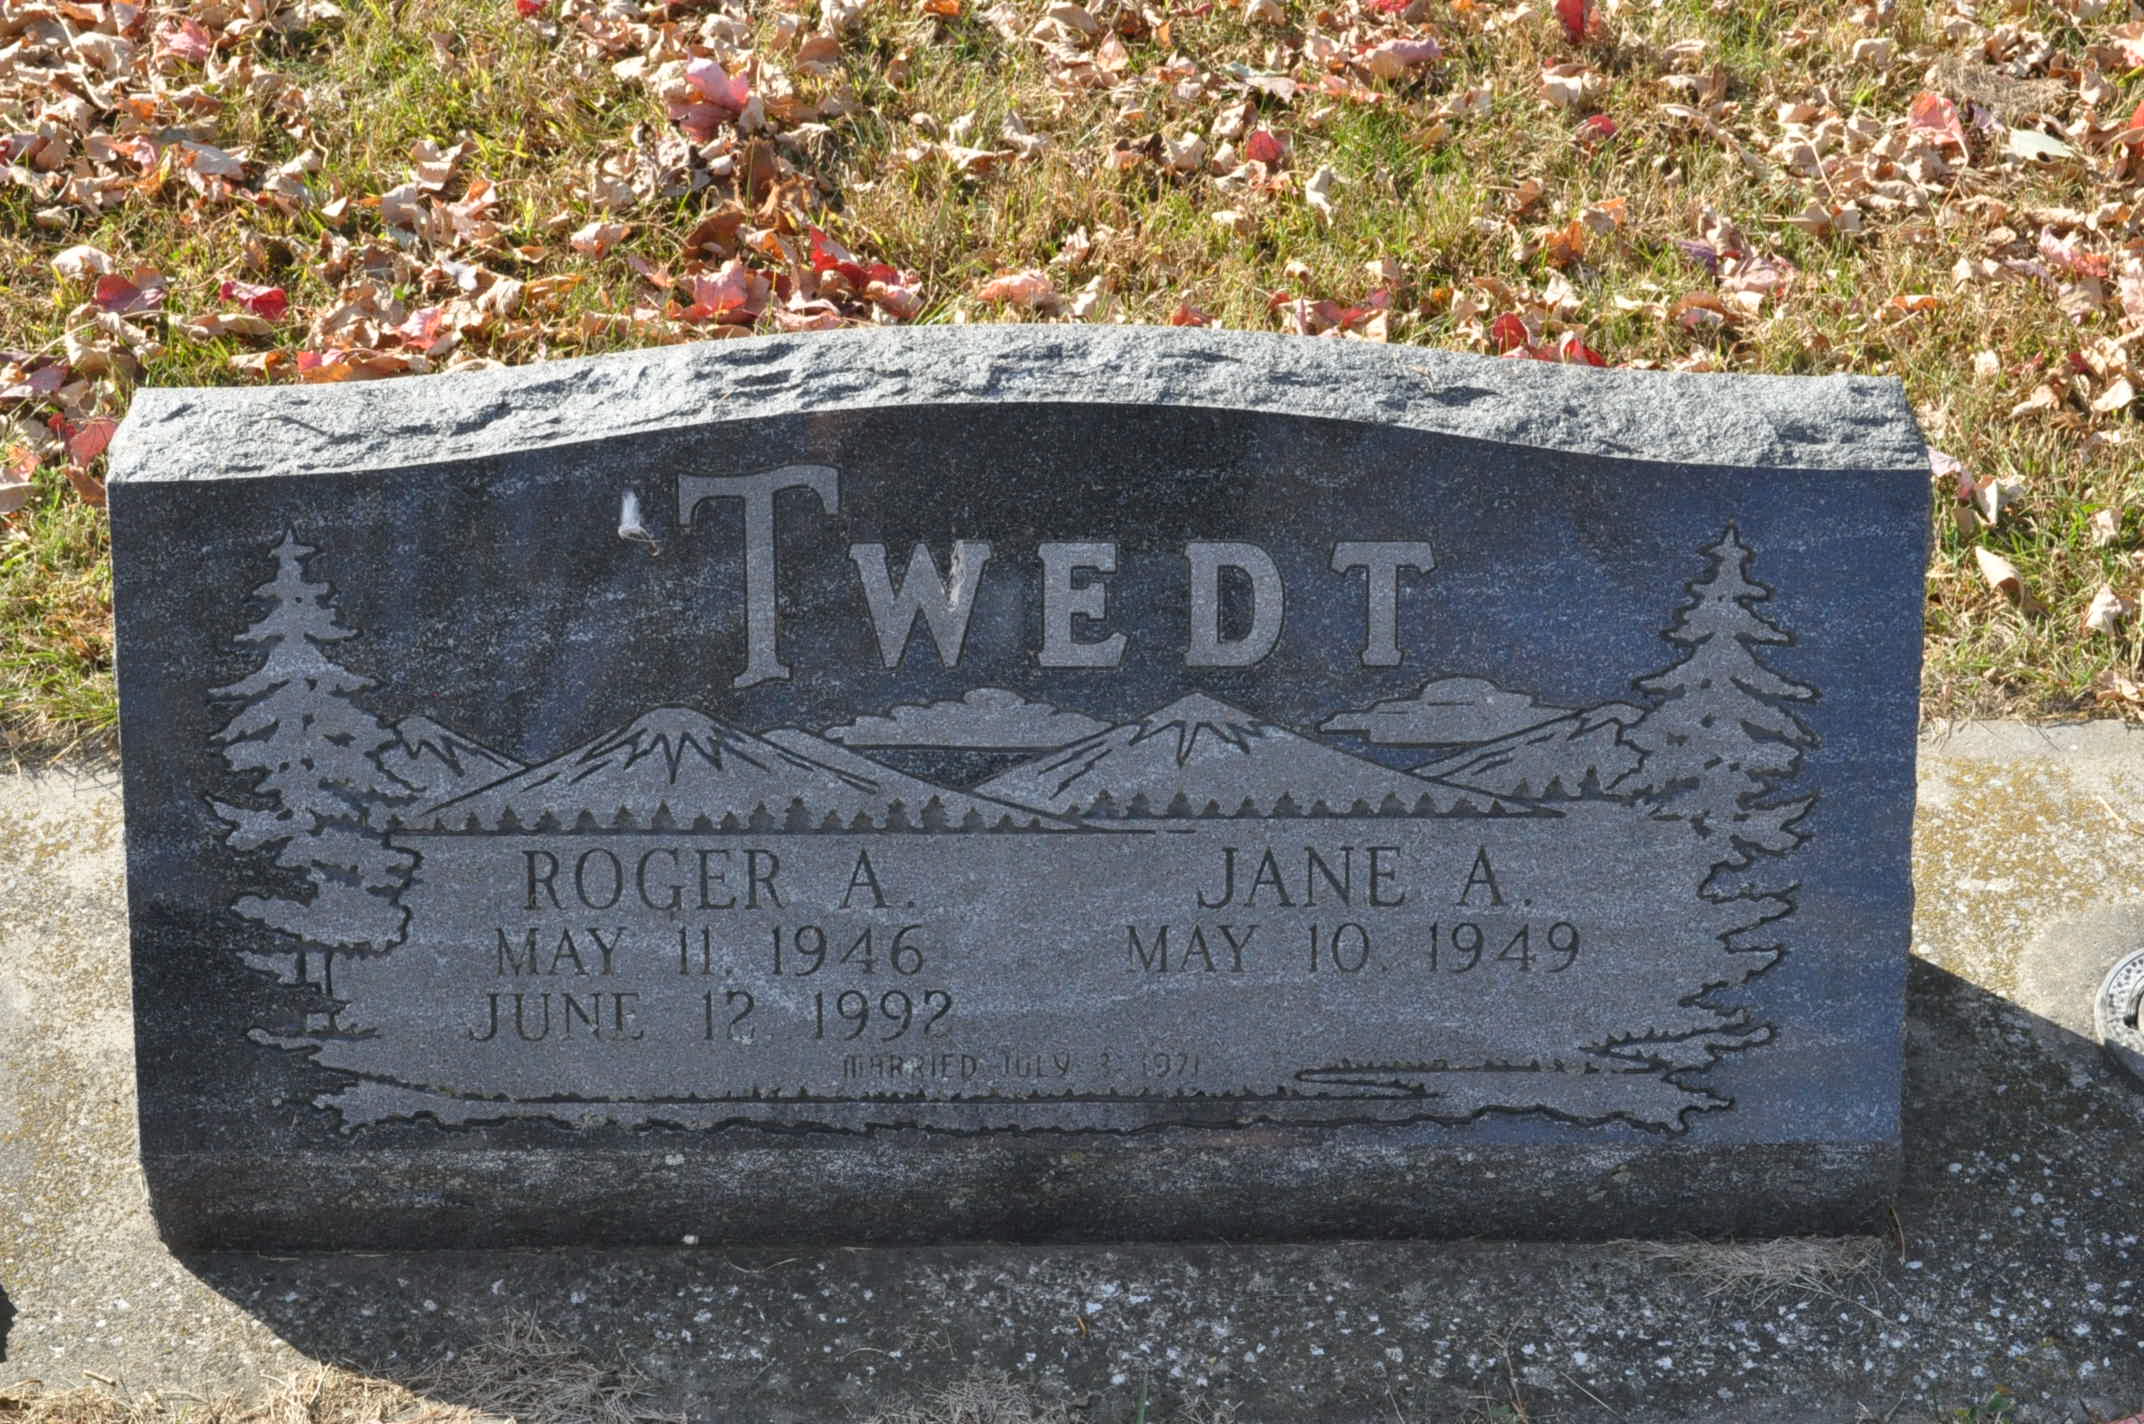 TWEDT
ROGER A.
MAY 11, 1946
JUNE 12, 1992
JANE A.
MAY 10, 1949
MARRIED JULY 3, 1971